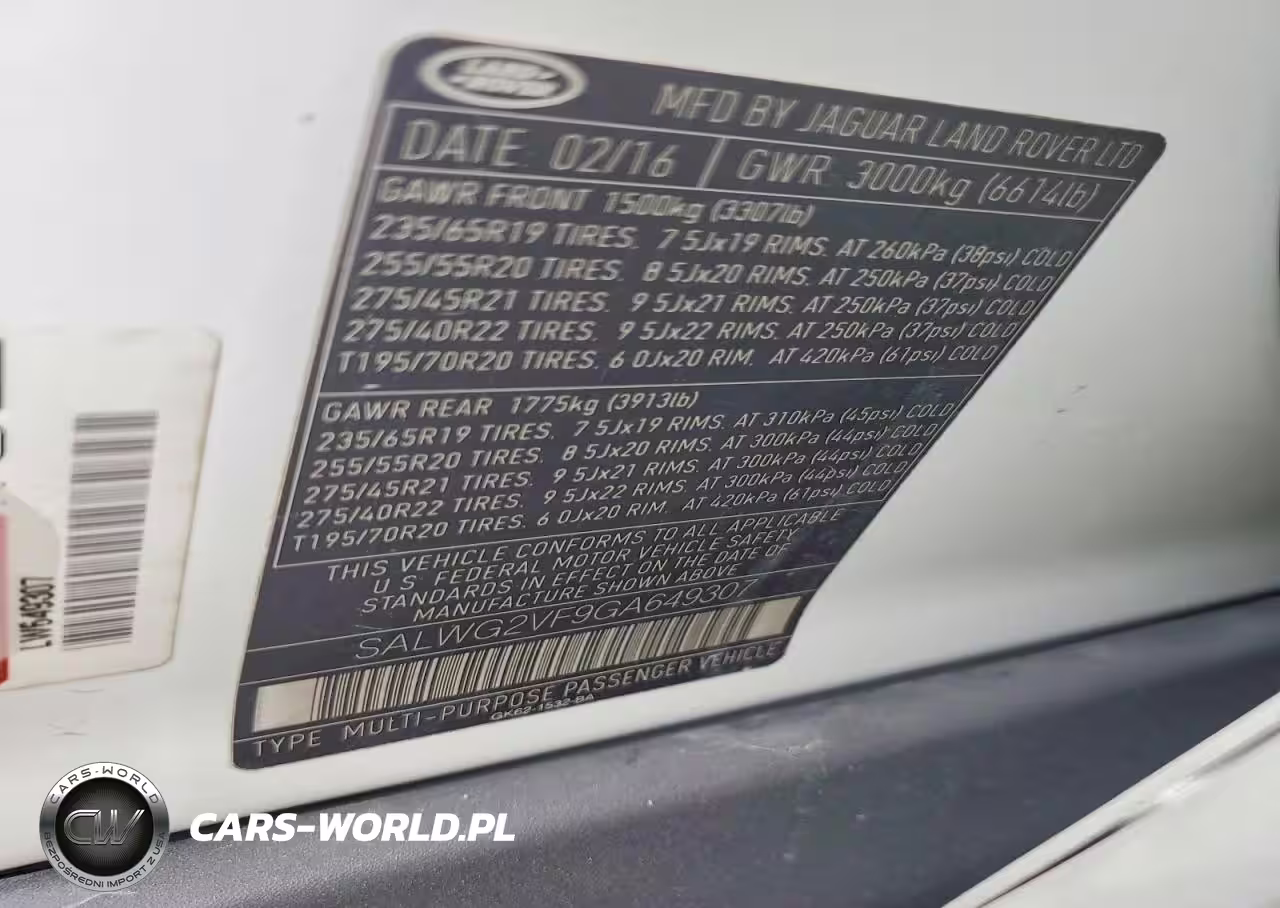 LAND ROVER
MFD BY JAGUAR LAND ROVER LTD
DATE 02/16 GWR 3000kg (6614lb)
GAWR FRONT 1500kg (3307lb)
235/65R19 TIRES. 7 5Jx19 RIMS. AT 260kPa (38psi) COLD
255/55R20 TIRES. 8 5Jx20 RIMS. AT 250kPa (37psi) COLD
275/45R21 TIRES. 9 5Jx21 RIMS. AT 250kPa (37psi) COLD
275/40R22 TIRES. 9 5Jx22 RIMS. AT 250kPa (37psi) COLD
T195/70R20 TIRES. 6 0Jx20 RIM. AT 420kPa (61psi) COLD
GAWR REAR 1775kg (3913lb)
235/65R19 TIRES. 7 5Jx19 RIMS. AT 310kPa (45psi) COLD
255/55R20 TIRES. 8 5Jx20 RIMS. AT 300kPa (44psi) COLD
275/45R21 TIRES. 9 5Jx21 RIMS. AT 300kPa (44psi) COLD
275/40R22 TIRES. 9 5Jx22 RIMS. AT 300kPa (44psi) COLD
T195/70R20 TIRES. 6 0Jx20 RIM. AT 420kPa (61psi) COLD
THIS VEHICLE CONFORMS TO ALL APPLICABLE
U.S. FEDERAL MOTOR VEHICLE SAFETY
STANDARDS IN EFFECT ON THE DATE OF
MANUFACTURE SHOWN ABOVE
SALWG2VF9GA649307
TYPE MULTI-PURPOSE PASSENGER VEHICLE
GK62-1532-BA
CARS-WORLD
CW
BEZPOŚREDNI IMPORT Z USA
CARS-WORLD.PL